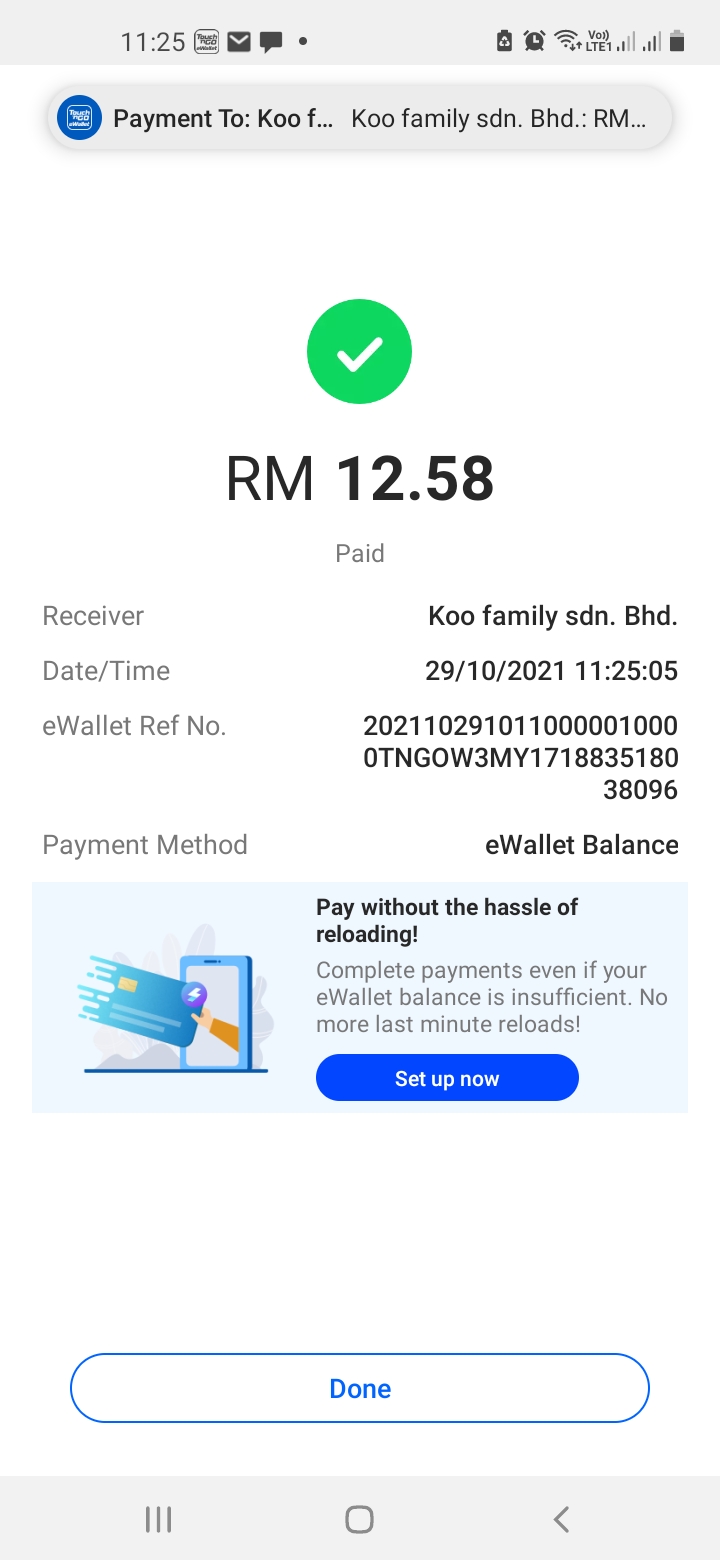 11:25
Payment To: Koo f... Koo family sdn. Bhd.: RM...
RM 12.58
Paid
Receiver Koo family sdn. Bhd.
Date/Time 29/10/2021 11:25:05
eWallet Ref No. 202110291011000001000
0TNGOW3MY1718835180
38096
Payment Method eWallet Balance
Pay without the hassle of
reloading!
Complete payments even if your
eWallet balance is insufficient. No
more last minute reloads!
Set up now
Done